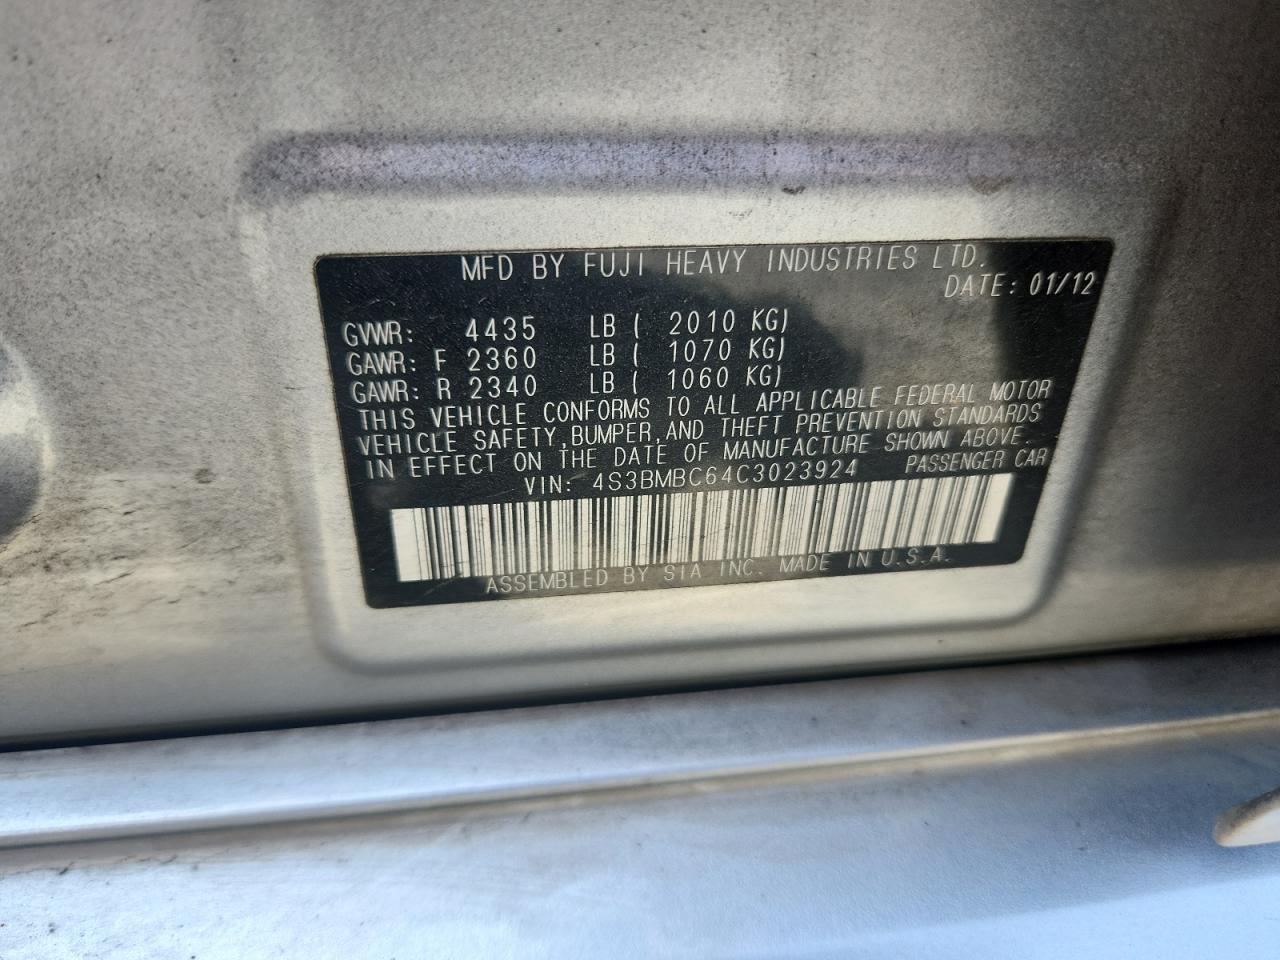 MFD BY FUJI HEAVY INDUSTRIES LTD.
DATE: 01/12
GVWR: 4435 LB ( 2010 KG)
GAWR: F 2360 LB ( 1070 KG)
GAWR: R 2340 LB ( 1060 KG)
THIS VEHICLE CONFORMS TO ALL APPLICABLE FEDERAL MOTOR
VEHICLE SAFETY, BUMPER, AND THEFT PREVENTION STANDARDS
IN EFFECT ON THE DATE OF MANUFACTURE SHOWN ABOVE.
VIN: 4S3BMBC64C3023924 PASSENGER CAR
ASSEMBLED BY SIA INC. MADE IN U.S.A.